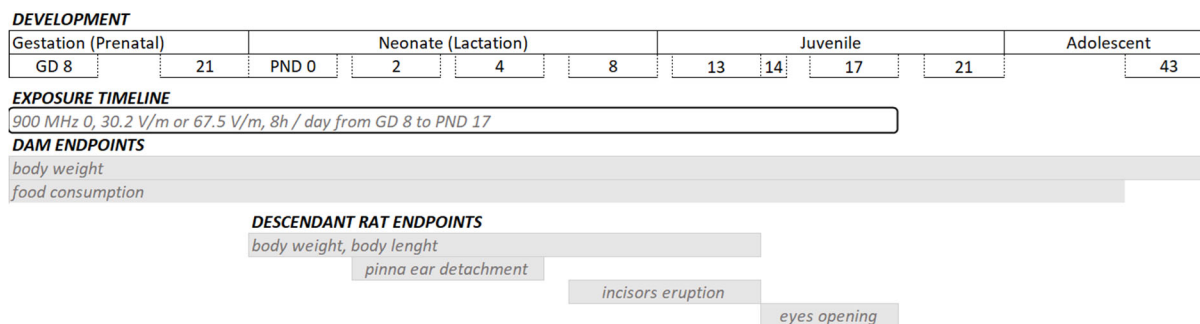 DEVELOPMENT
Gestation (Prenatal) Neonate (Lactation) Juvenile Adolescent
GD 8 21 PND 0 2 4 8 13 14 17 21 43
EXPOSURE TIMELINE
900 MHz 0, 30.2 V/m or 67.5 V/m, 8h / day from GD 8 to PND 17
DAM ENDPOINTS
body weight
food consumption
DESCENDANT RAT ENDPOINTS
body weight, body lenght
pinna ear detachment
incisors eruption
eyes opening